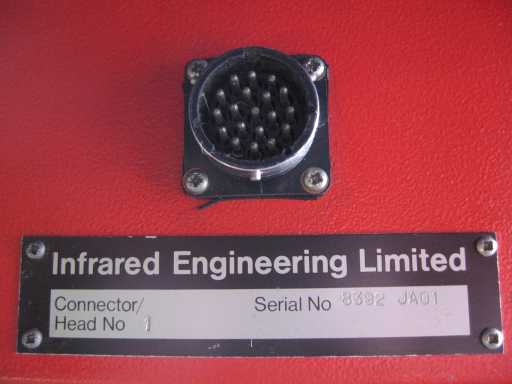 Infrared Engineering Limited
Connector/ Serial No 8392 JA01
Head No 1